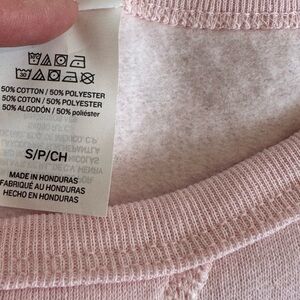 30
50% COTTON / 50% POLYESTER
50% COTON / 50% POLYESTER
50% ALGODÓN / 50% poliéster
S/P/CH
MADE IN HONDURAS
FABRIQUÉ AU HONDURAS
HECHO EN HONDURAS